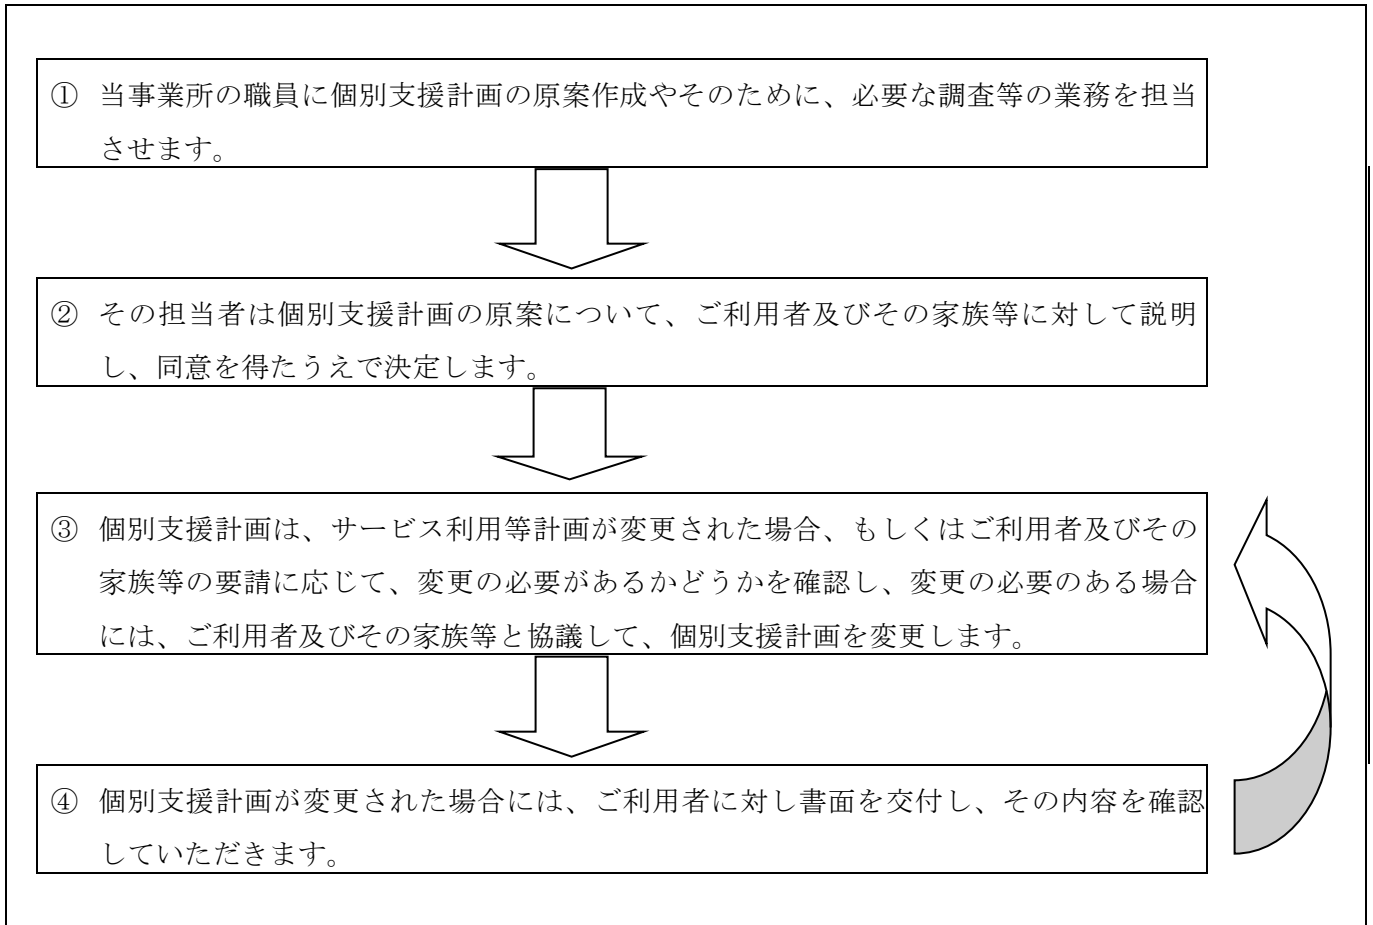 ① 当事業所の職員に個別支援計画の原案作成やそのために、必要な調査等の業務を担当
させます。
② その担当者は個別支援計画の原案について、ご利用者及びその家族等に対して説明
し、同意を得たうえで決定します。
③ 個別支援計画は、サービス利用等計画が変更された場合、もしくはご利用者及びその
家族等の要請に応じて、変更の必要があるかどうかを確認し、変更の必要のある場合
には、ご利用者及びその家族等と協議して、個別支援計画を変更します。
④ 個別支援計画が変更された場合には、ご利用者に対し書面を交付し、その内容を確認
していただきます。